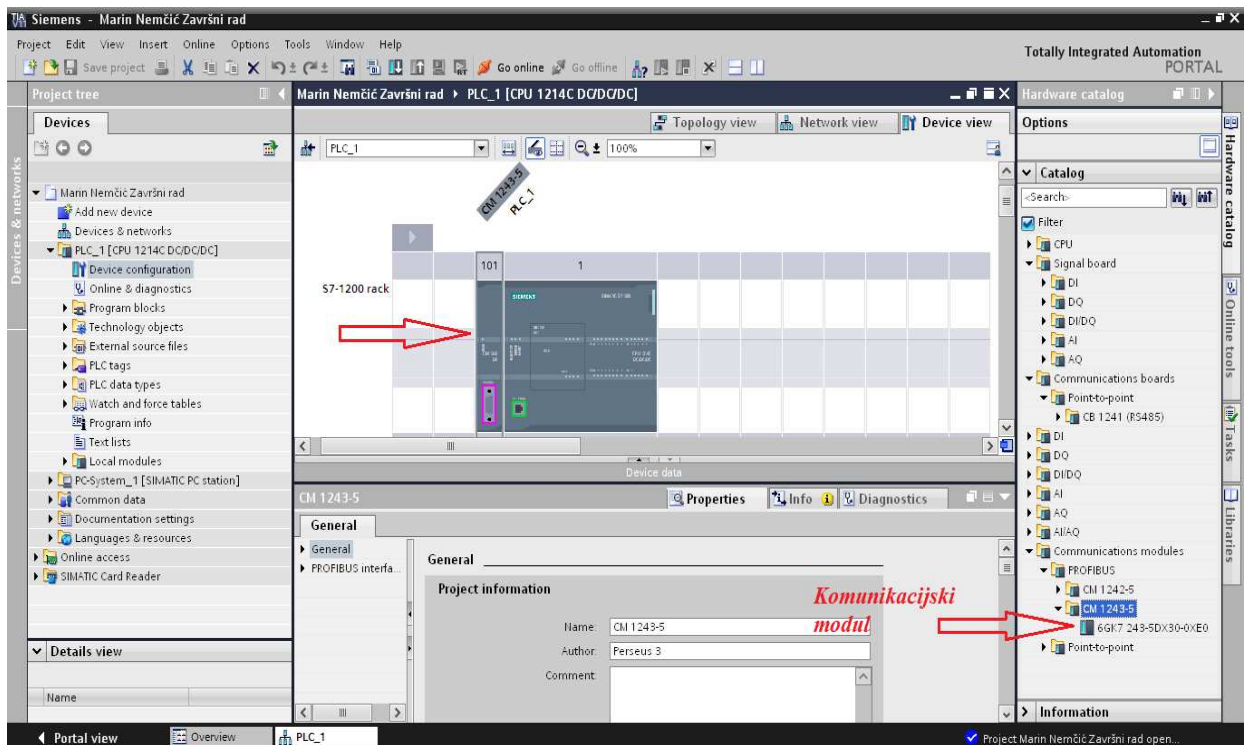 Siemens - Marin Nemčić Završni rad
Project Edit View Insert Online Options Tools Window Help
Save project Go online Go offline
Totally Integrated Automation
PORTAL
Project tree
Devices
Devices & networks
Marin Nemčić Završni rad
Add new device
Devices & networks
PLC_1 [CPU 1214C DC/DC/DC]
Device configuration
Online & diagnostics
Program blocks
Technology objects
External source files
PLC tags
PLC data types
Watch and force tables
Program info
Text lists
Local modules
PC-System_1 [SIMATIC PC station]
Common data
Documentation settings
Languages & resources
Online access
SIMATIC Card Reader
Details view
Name
Marin Nemčić Završni rad PLC_1 [CPU 1214C DC/DC/DC]
Topology view Network view Device view
PLC_1 100%
CM 1243-5
PLC_1
101 1
S7-1200 rack
SIEMENS
Device data
CM 1243-5
Properties Info Diagnostics
General
General
PROFIBUS interfa...
General
Project information
Name: CM 1243-5
Author: Perseus 3
Comment:
Komunikacijski
modul
Hardware catalog
Options
Catalog
<Search>
Filter
CPU
Signal board
DI
DQ
DI/DQ
AI
AQ
Communications boards
Point-to-point
CB 1241 (RS485)
DI
DQ
DI/DQ
AI
AQ
AI/AQ
Communications modules
PROFIBUS
CM 1242-5
CM 1243-5
6GK7 243-5DX30-0XE0
Point-to-point
Information
Hardware catalog
Online tools
Tasks
Libraries
Portal view Overview PLC_1
Project Marin Nemčić Završni rad open...